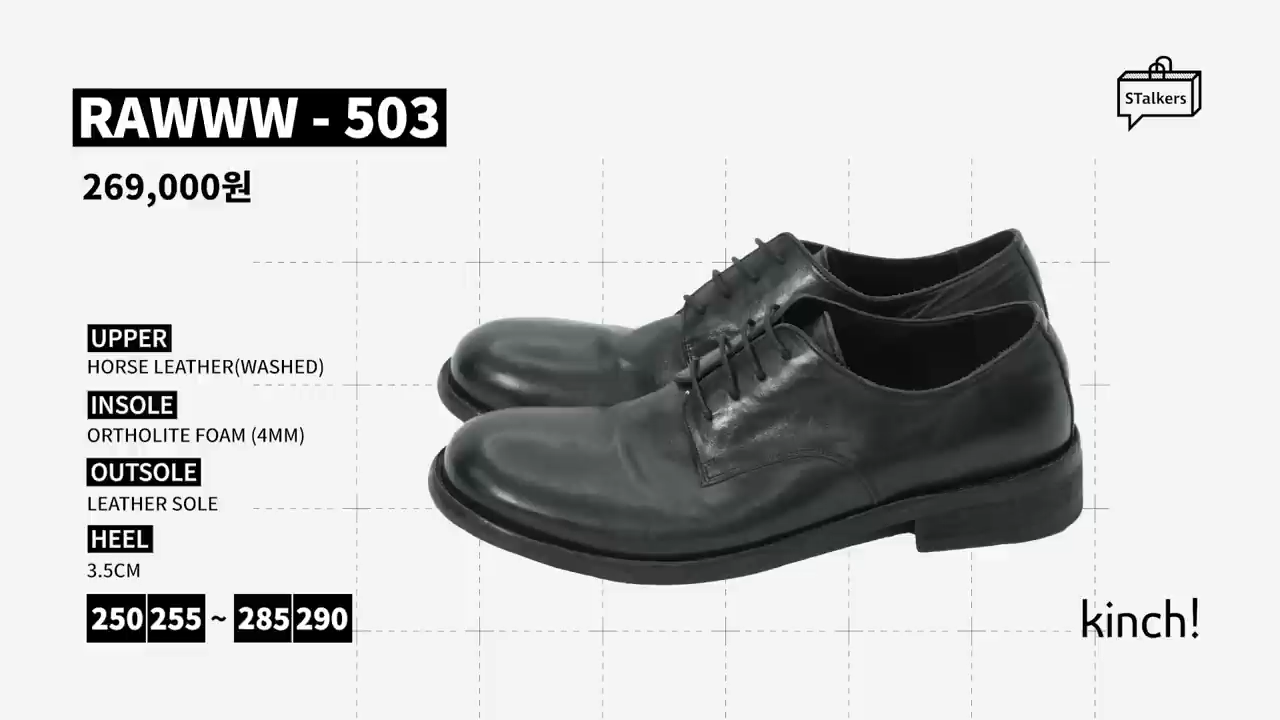 RAWWW - 503
269,000원
STalkers
UPPER
HORSE LEATHER(WASHED)
INSOLE
ORTHOLITE FOAM (4MM)
OUTSOLE
LEATHER SOLE
HEEL
3.5CM
250 255 ~ 285 290
kinch!